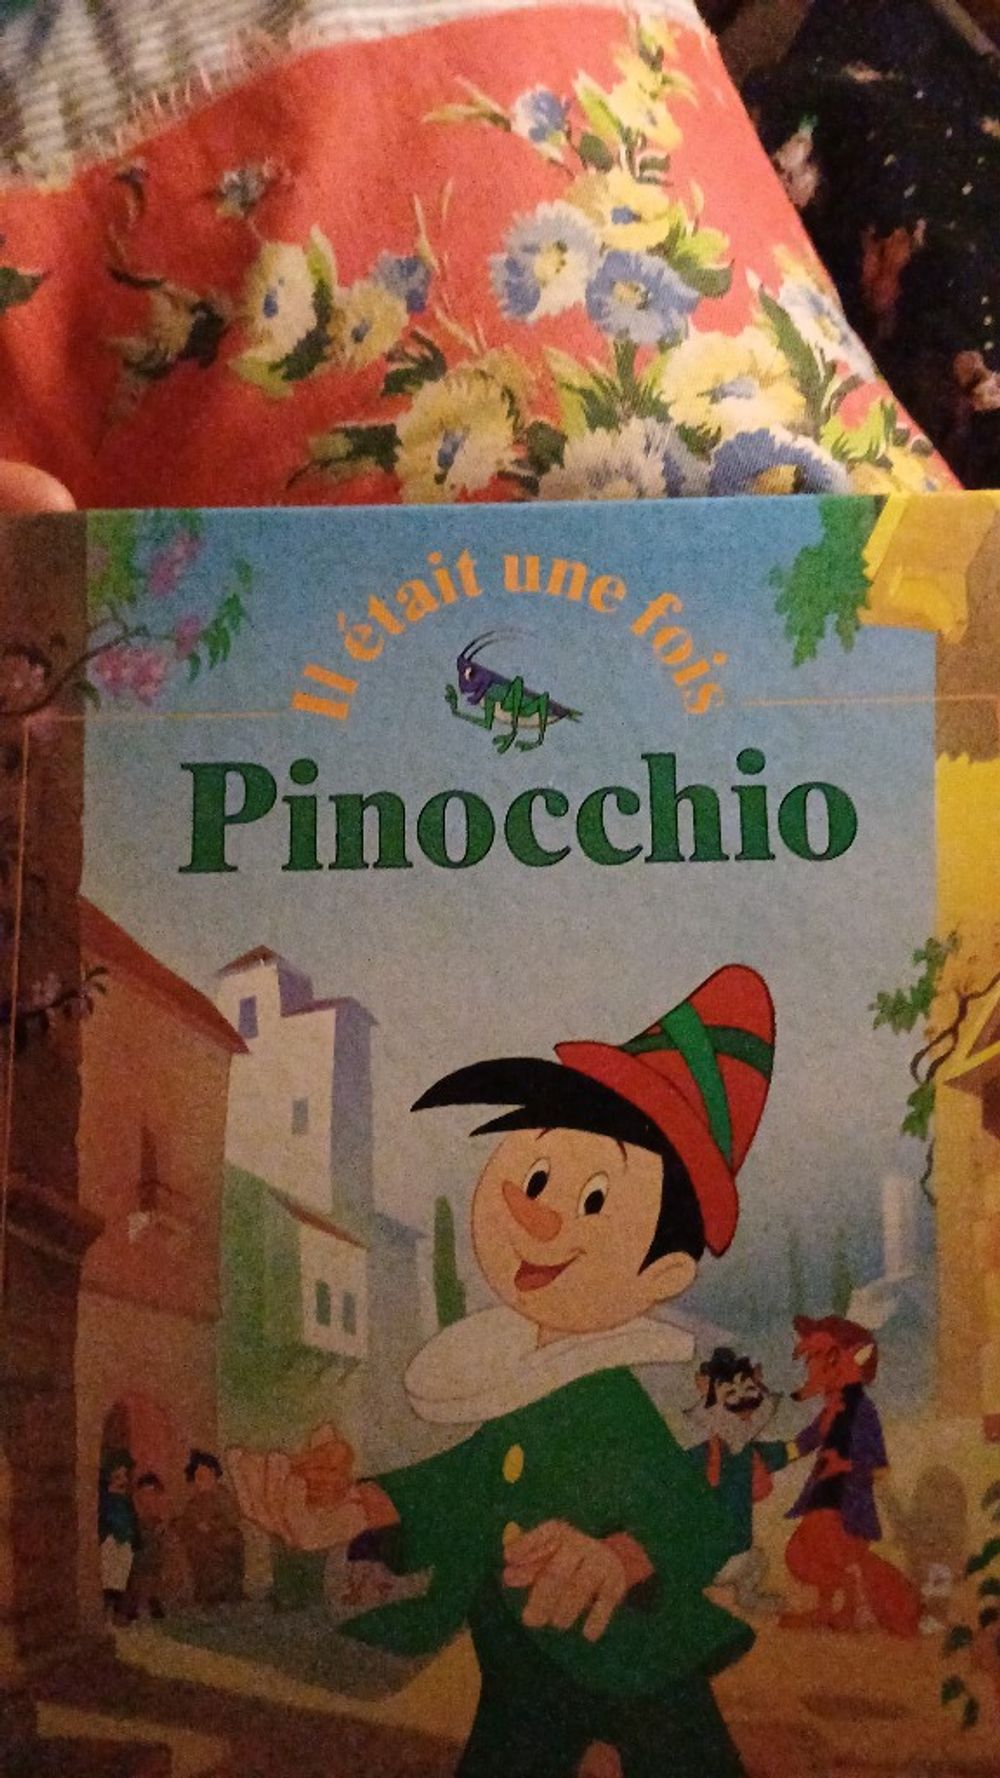 Il était une fois
Pinocchio